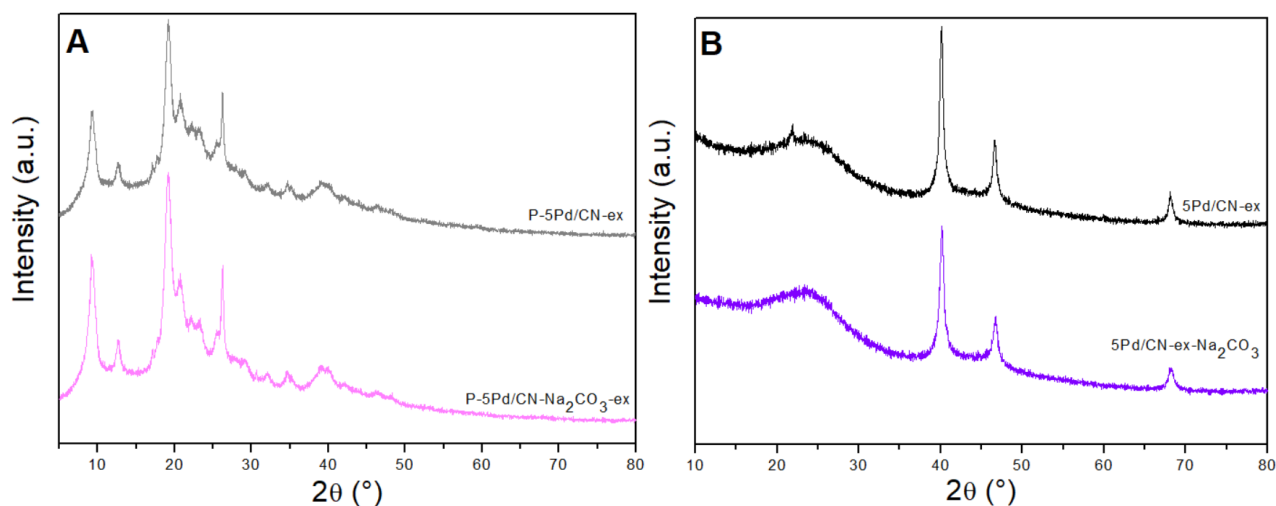 A
Intensity (a.u.)
P-5Pd/CN-ex
P-5Pd/CN-Na₂CO₃-ex
10 20 30 40 50 60 70 80
2θ (°)
B
Intensity (a.u.)
5Pd/CN-ex
5Pd/CN-ex-Na₂CO₃
10 20 30 40 50 60 70 80
2θ (°)